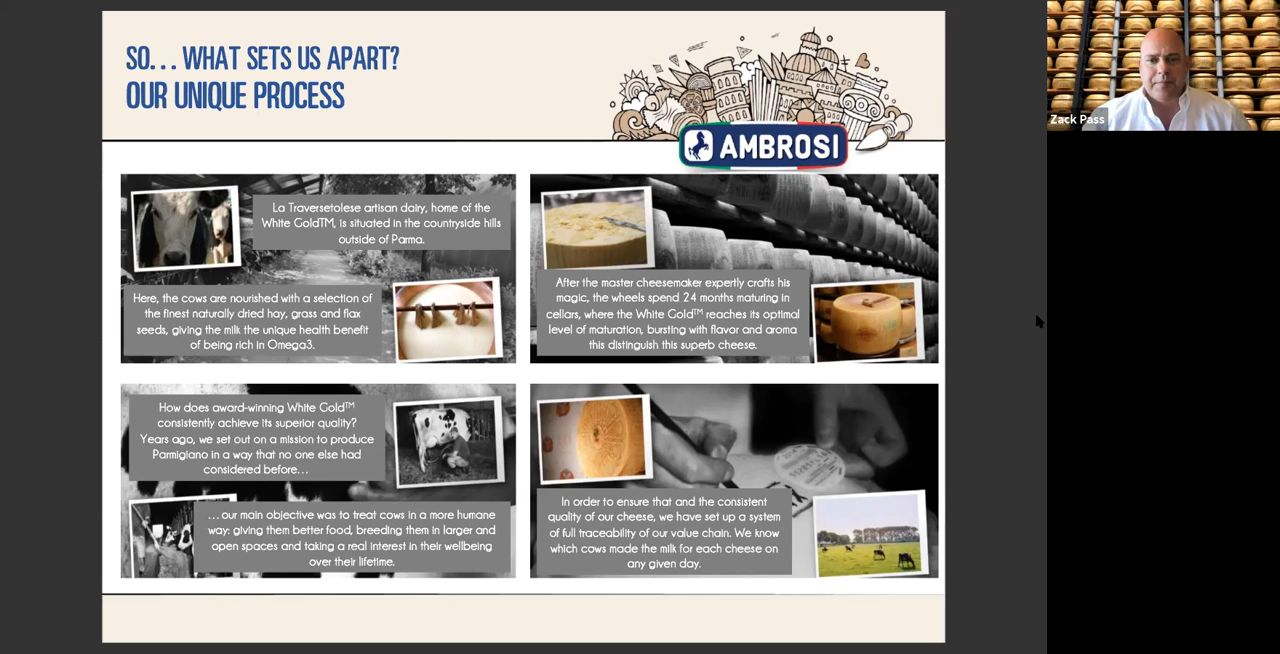 SO... WHAT SETS US APART?
OUR UNIQUE PROCESS
AMBROSI
Zack Pass
La Traversetolese artisan dairy, home of the
White GoldTM, is situated in the countryside hills
outside of Parma.
Here, the cows are nourished with a selection of
the finest naturally dried hay, grass and flax
seeds, giving the milk the unique health benefit
of being rich in Omega3.
After the master cheesemaker expertly crafts his
magic, the wheels spend 24 months maturing in
cellars, where the White Gold™ reaches its optimal
level of maturation, bursting with flavor and aroma
this distinguish this superb cheese.
How does award-winning White Gold™
consistently achieve its superior quality?
Years ago, we set out on a mission to produce
Parmigiano in a way that no one else had
considered before...
...our main objective was to treat cows in a more humane
way: giving them better food, breeding them in larger and
open spaces and taking a real interest in their wellbeing
over their lifetime.
In order to ensure that and the consistent
quality of our cheese, we have set up a system
of full traceability of our value chain. We know
which cows made the milk for each cheese on
any given day.